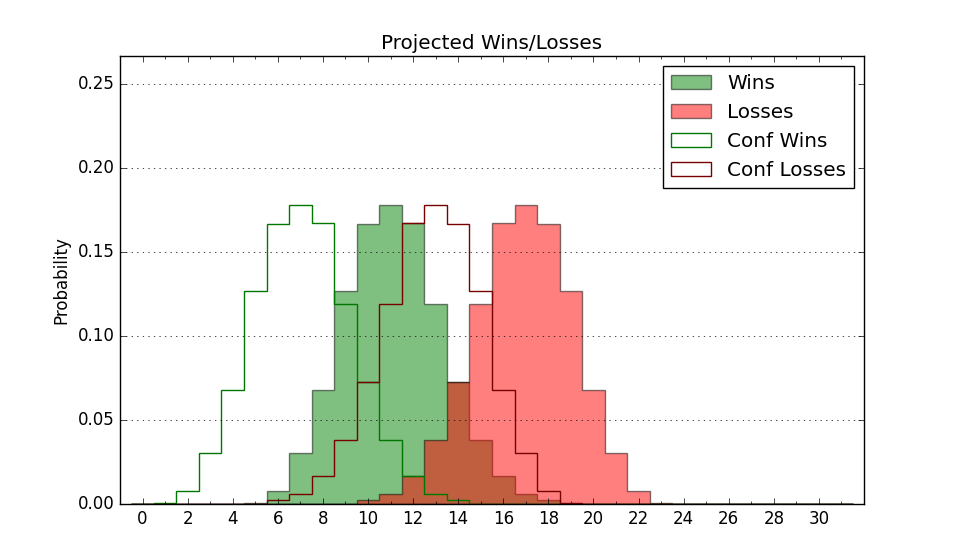 Projected Wins/Losses
Wins
Losses
Conf Wins
Conf Losses
Probability
0.25
0.20
0.15
0.10
0.05
0.00
0 2 4 6 8 10 12 14 16 18 20 22 24 26 28 30